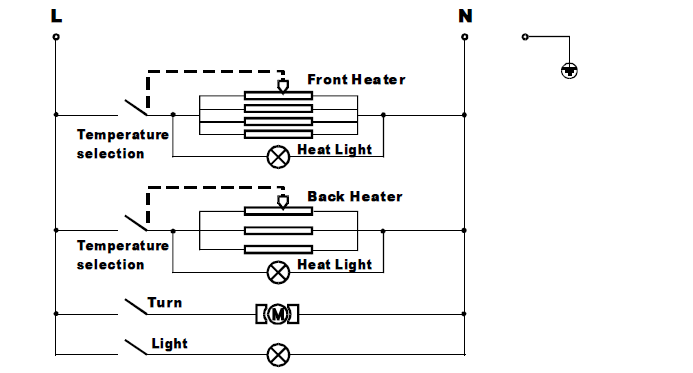 L N
Front Heater
Temperature
selection
Heat Light
Back Heater
Temperature
selection
Heat Light
Turn
M
Light